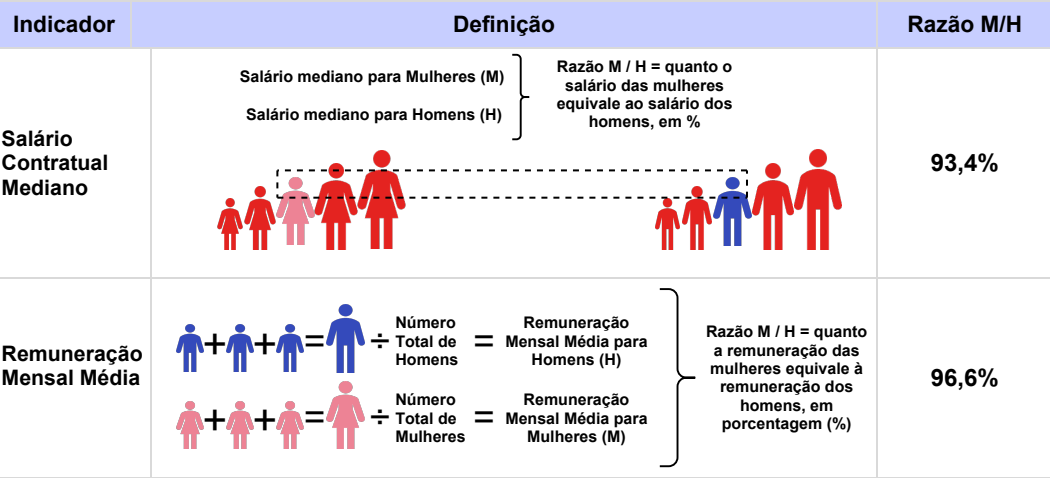 Indicador
Definição
Razão M/H
Salário
Contratual
Mediano
Salário mediano para Mulheres (M)
Salário mediano para Homens (H)
Razão M / H = quanto o
salário das mulheres
equivale ao salário dos
homens, em %
93,4%
Remuneração
Mensal Média
+
+
=
÷
Número
Total de
Homens
=
Remuneração
Mensal Média para
Homens (H)
+
+
=
÷
Número
Total de
Mulheres
=
Remuneração
Mensal Média para
Mulheres (M)
Razão M / H = quanto
a remuneração das
mulheres equivale à
remuneração dos
homens, em
porcentagem (%)
96,6%